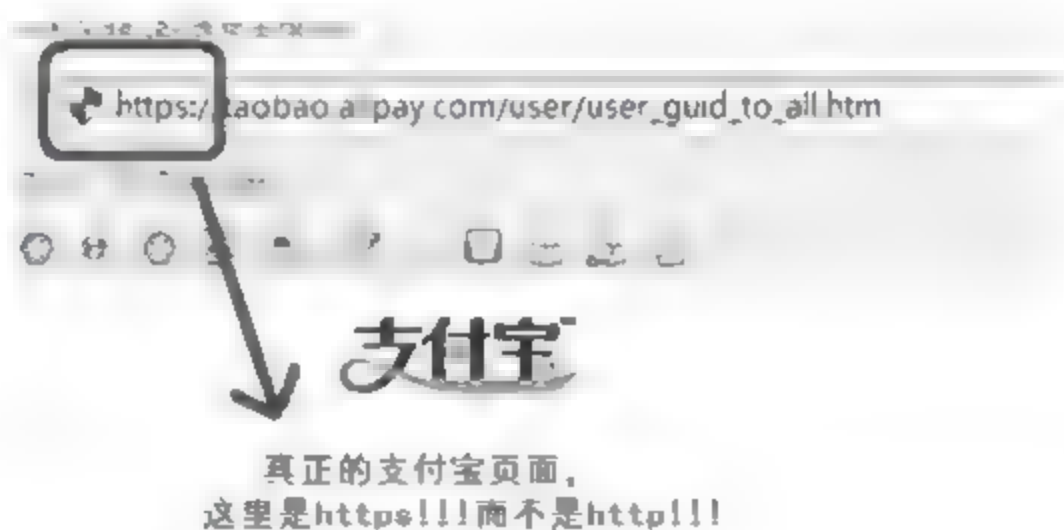 https:/ taobao a pay com/user/user_guid_to_all htm
支付宝
真正的支付宝页面,
这里是https!!!而不是http!!!